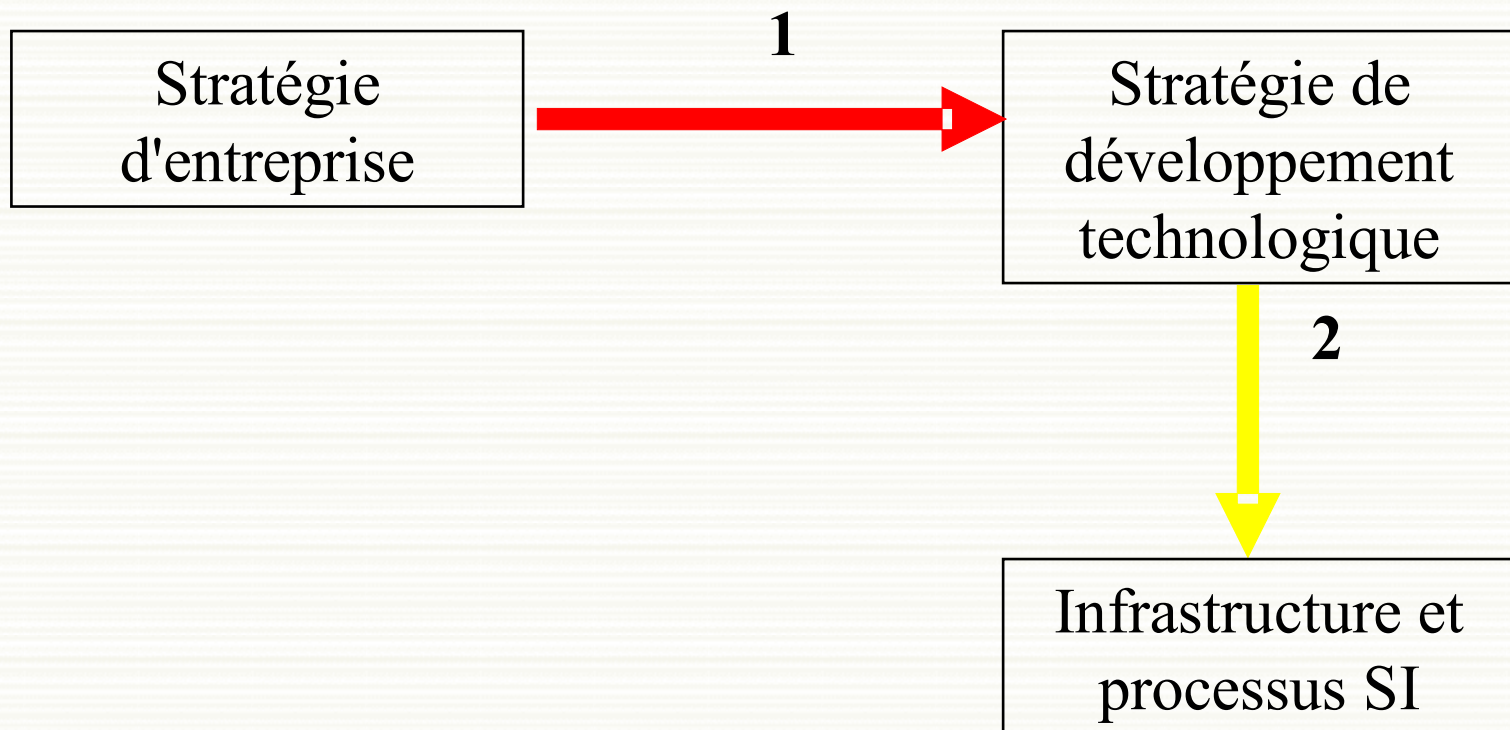 1
Stratégie
d'entreprise
Stratégie de
développement
technologique
2
Infrastructure et
processus SI